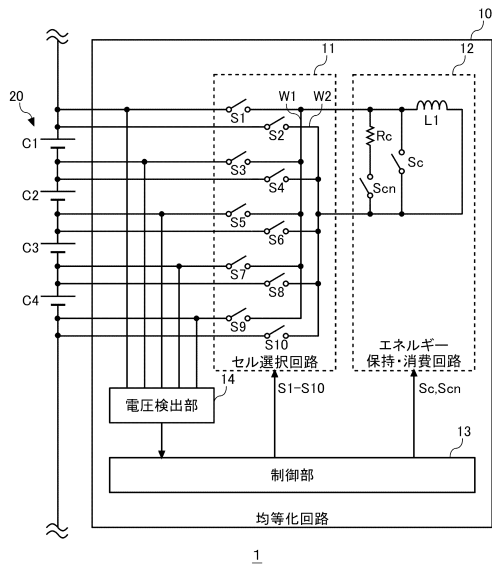 10
11
12
20
W1
W2
S1
S2
L1
Rc
Sc
C1
S3
Scn
S4
C2
S5
S6
C3
S7
S8
C4
S9
S10
セル選択回路
エネルギー
保持・消費回路
14
S1-S10
Sc,Scn
電圧検出部
13
制御部
均等化回路
1